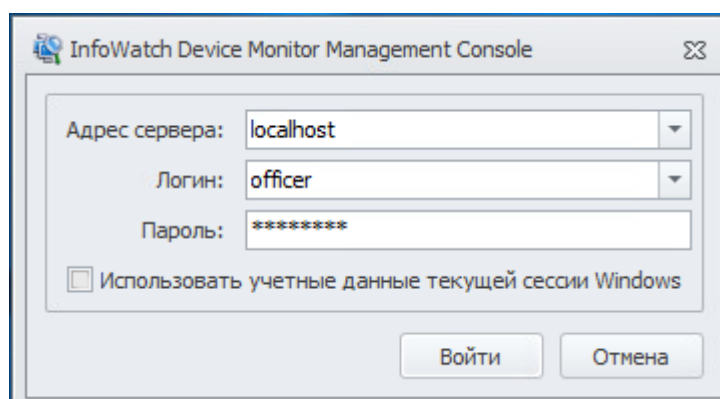 InfoWatch Device Monitor Management Console
Адрес сервера: localhost
Логин: officer
Пароль: ********
Использовать учетные данные текущей сессии Windows
Войти Отмена